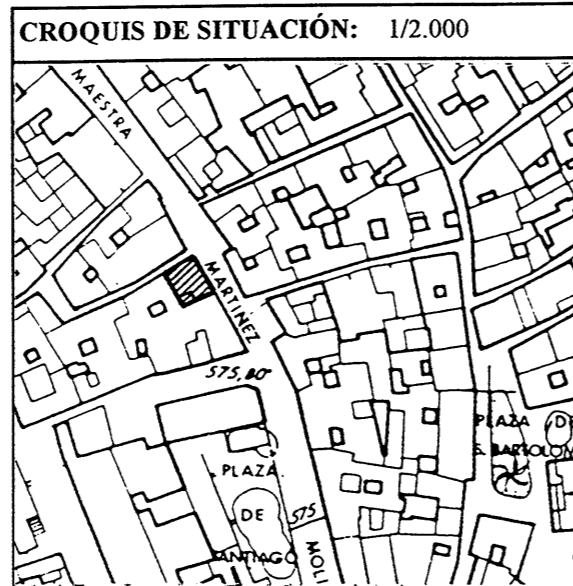 CROQUIS DE SITUACIÓN: 1/2.000
MAESTRA
MARTÍNEZ
575,80
PLAZA DE
S. BARTOLOM
PLAZA
DE
575
SANTIAGO
MOLI